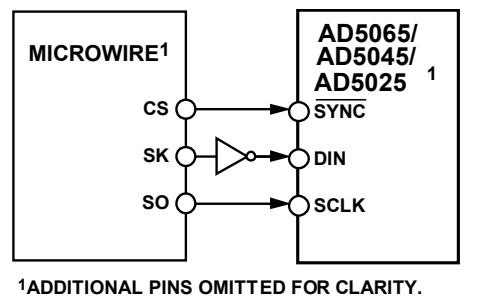 MICROWIRE1
AD5065/
AD5045/
AD5025 1
CS
SYNC
SK
DIN
SO
SCLK
1ADDITIONAL PINS OMITTED FOR CLARITY.